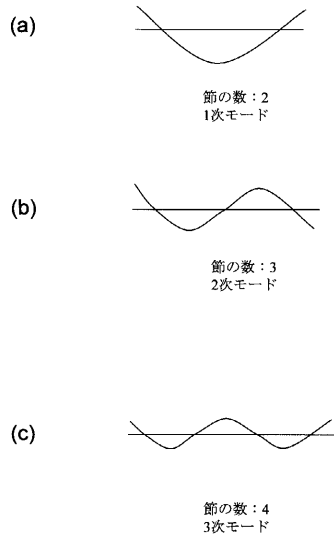 (a)
節の数：2
1次モード
(b)
節の数：3
2次モード
(c)
節の数：4
3次モード